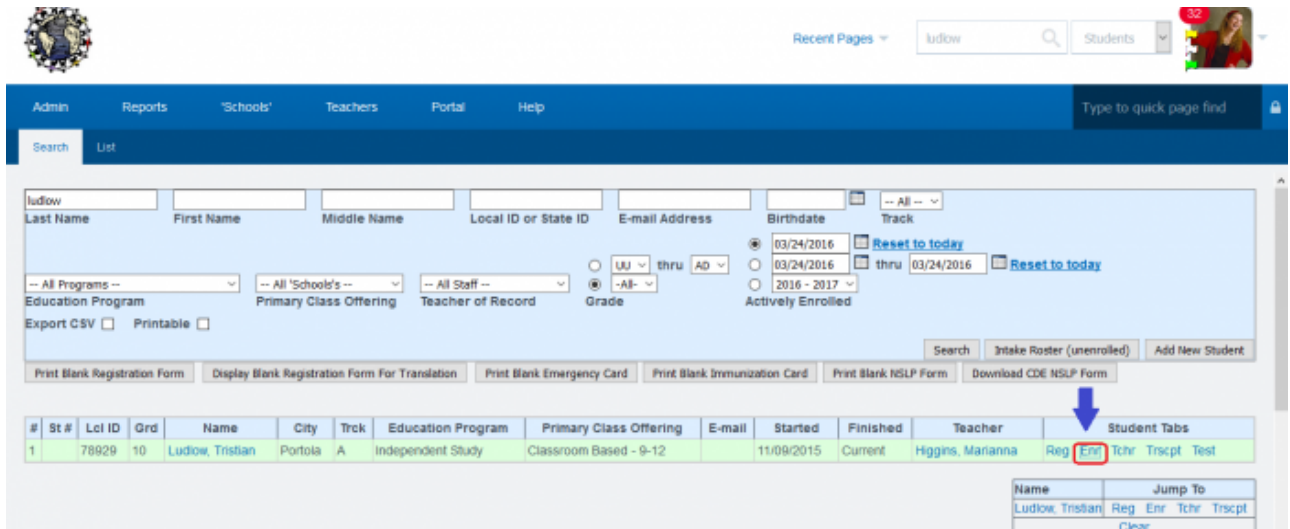 32
Recent Pages ludlow Students
Admin Reports 'Schools' Teachers Portal Help Type to quick page find
Search List
ludlow -- All --
Last Name First Name Middle Name Local ID or State ID E-mail Address Birthdate Track
03/24/2016 Reset to today
UU thru AD 03/24/2016 thru 03/24/2016 Reset to today
-- All Programs -- -- All 'Schools's -- -- All Staff -- -All- 2016 - 2017
Education Program Primary Class Offering Teacher of Record Grade Actively Enrolled
Export CSV Printable
Search Intake Roster (unenrolled) Add New Student
Print Blank Registration Form Display Blank Registration Form For Translation Print Blank Emergency Card Print Blank Immunization Card Print Blank NSLP Form Download CDE NSLP Form
# St # Lcl ID Grd Name City Trck Education Program Primary Class Offering E-mail Started Finished Teacher Student Tabs
1 78929 10 Ludlow, Tristian Portola A Independent Study Classroom Based - 9-12 11/09/2015 Current Higgins, Marianna Reg Enr Tchr Trscpt Test
Name Jump To
Ludlow, Tristian Reg Enr Tchr Trscpt
Clear